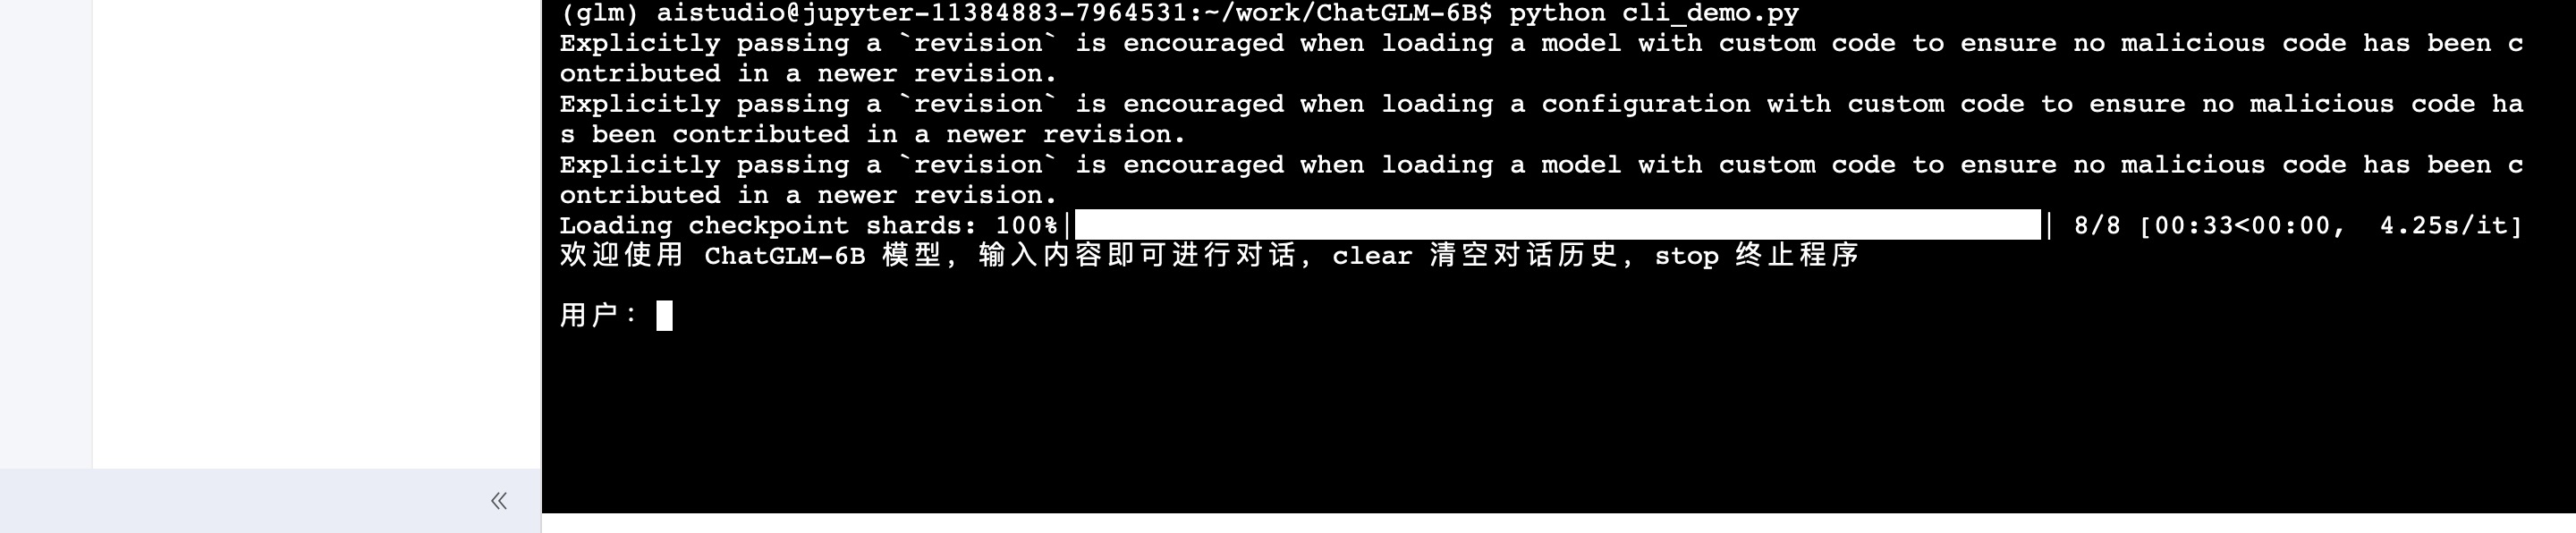 (glm) aistudio@jupyter-11384883-7964531:~/work/ChatGLM-6B$ python cli_demo.py
Explicitly passing a `revision` is encouraged when loading a model with custom code to ensure no malicious code has been c
ontributed in a newer revision.
Explicitly passing a `revision` is encouraged when loading a configuration with custom code to ensure no malicious code ha
s been contributed in a newer revision.
Explicitly passing a `revision` is encouraged when loading a model with custom code to ensure no malicious code has been c
ontributed in a newer revision.
Loading checkpoint shards: 100%| | 8/8 [00:33<00:00,  4.25s/it]
欢迎使用 ChatGLM-6B 模型，输入内容即可进行对话，clear 清空对话历史，stop 终止程序
用户：